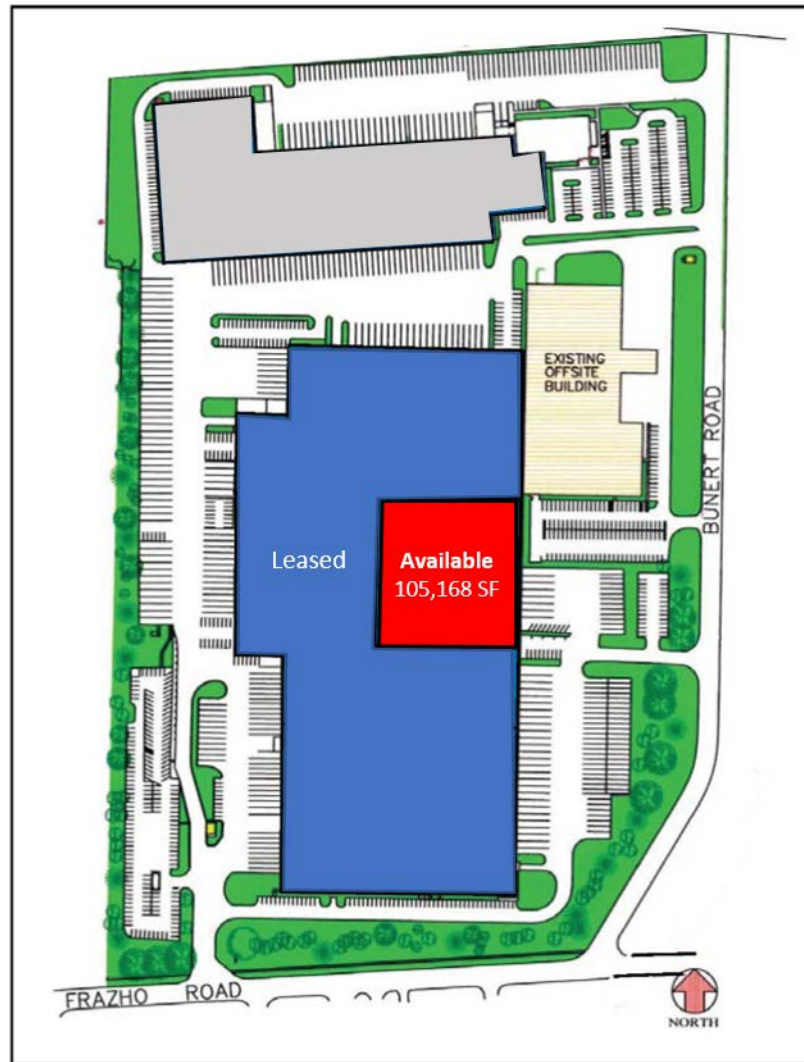 EXISTING
OFFSITE
BUILDING
BUNERT ROAD
Leased
Available
105,168 SF
FRAZHO ROAD
NORTH